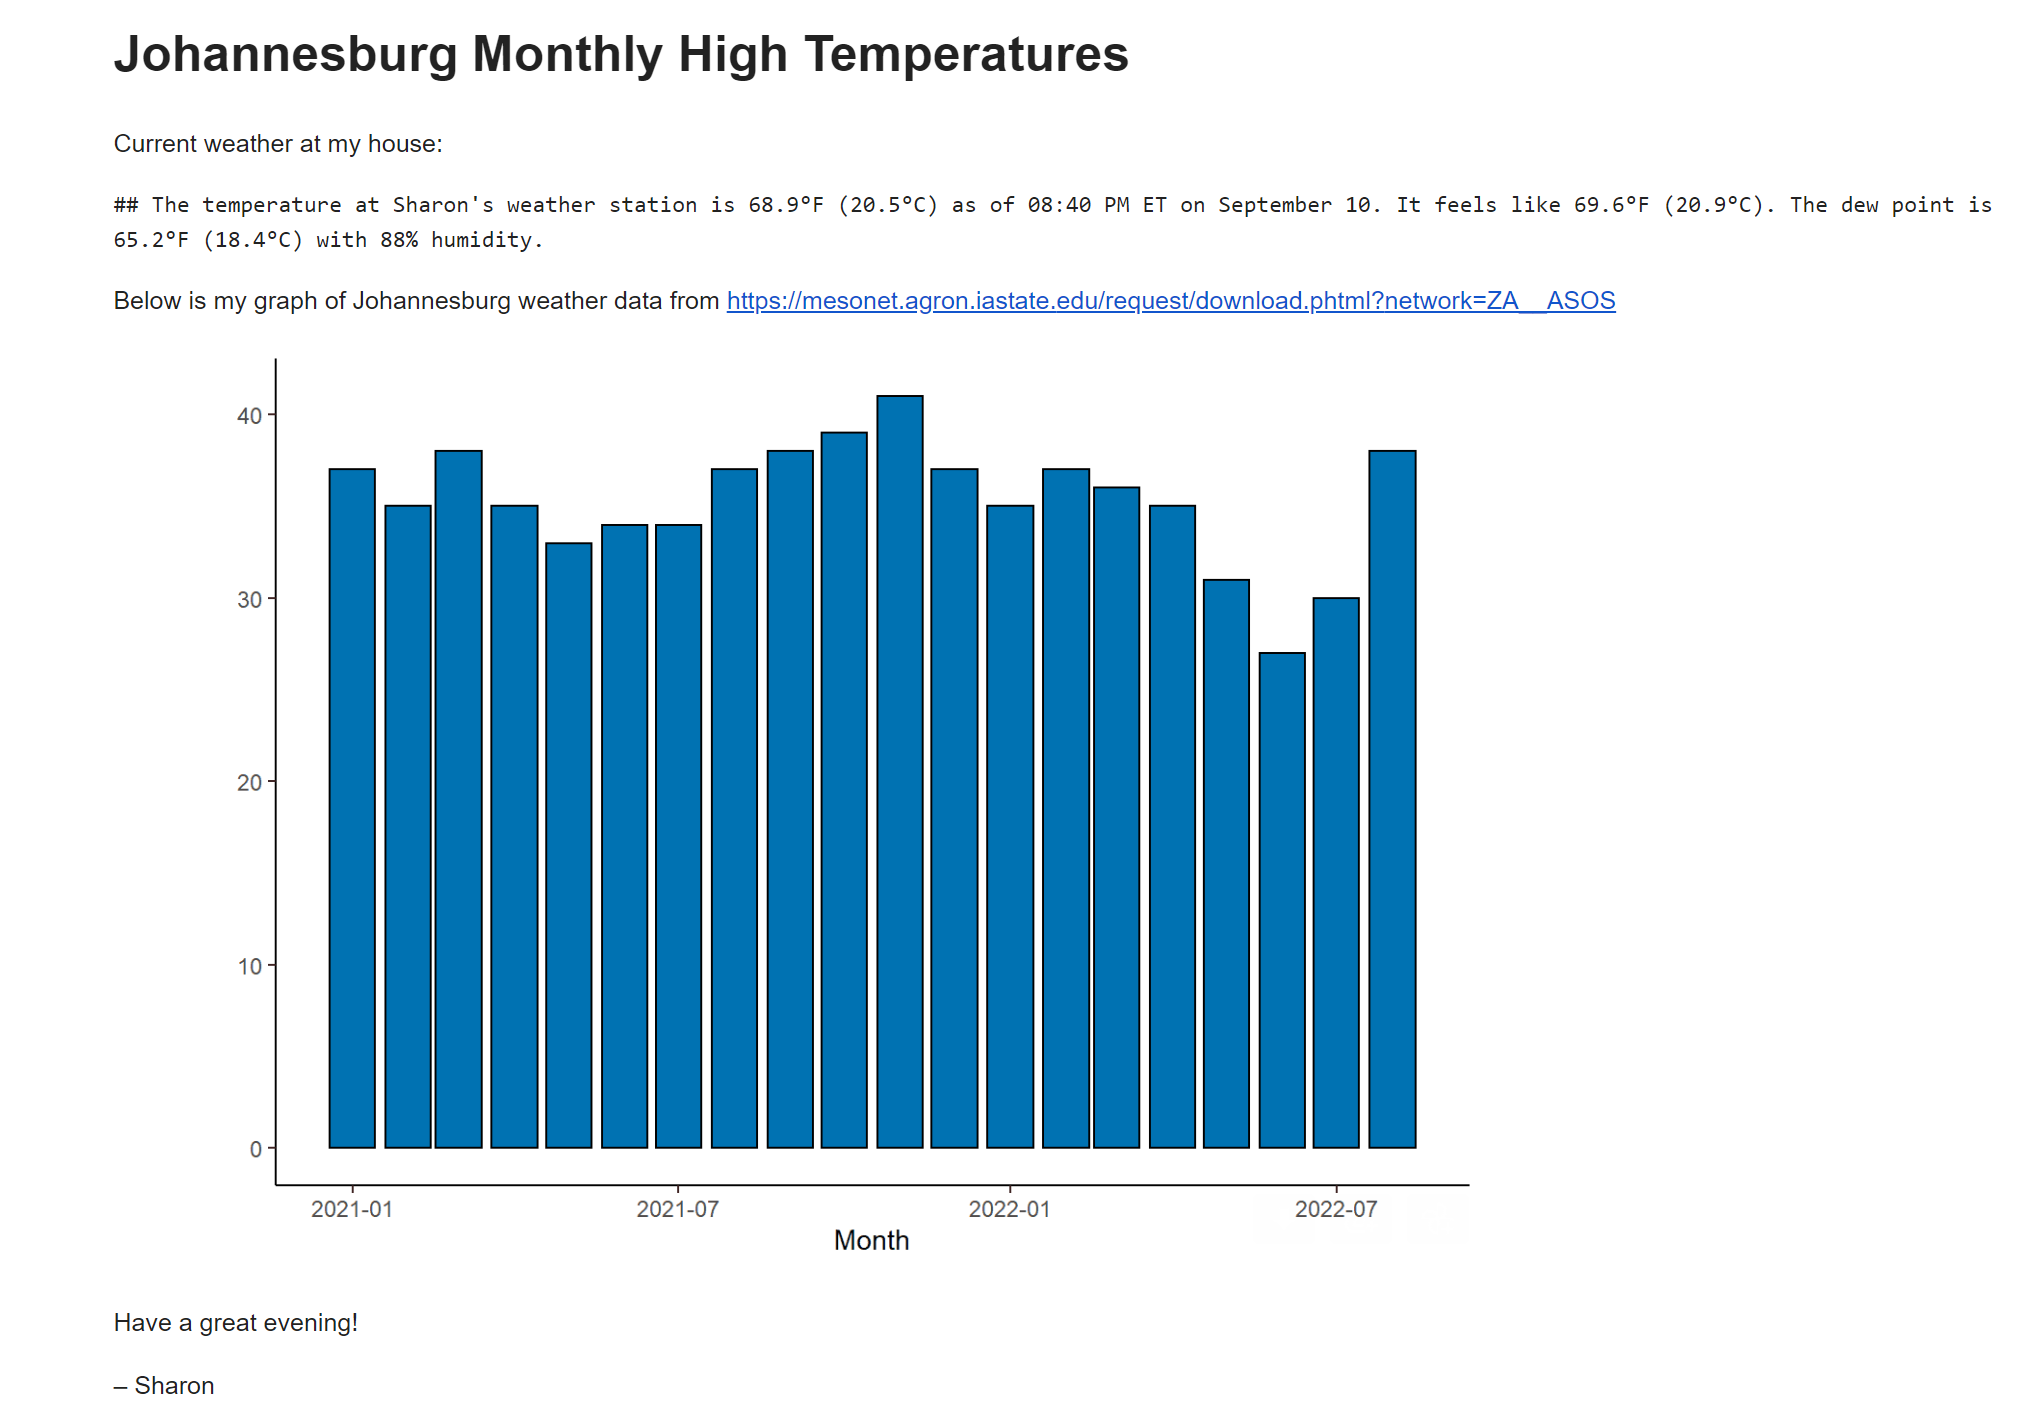 Johannesburg Monthly High Temperatures
Current weather at my house:
## The temperature at Sharon's weather station is 68.9°F (20.5°C) as of 08:40 PM ET on September 10. It feels like 69.6°F (20.9°C). The dew point is
65.2°F (18.4°C) with 88% humidity.
Below is my graph of Johannesburg weather data from https://mesonet.agron.iastate.edu/request/download.phtml?network=ZA__ASOS
40
30
20
10
0
2021-01 2021-07 2022-01 2022-07
Month
Have a great evening!
– Sharon